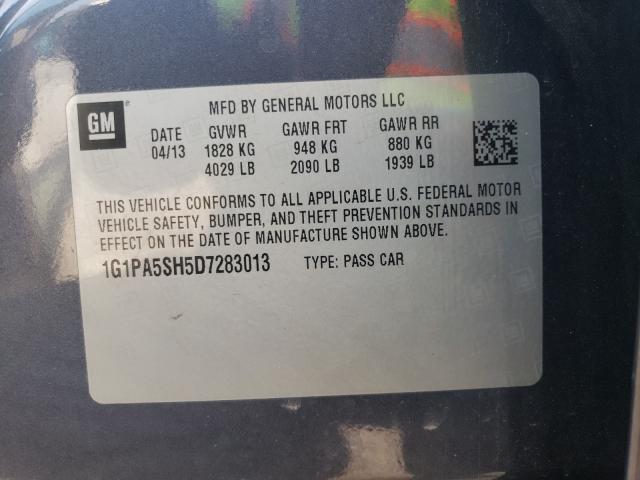 GM
MFD BY GENERAL MOTORS LLC
DATE GVWR GAWR FRT GAWR RR
04/13 1828 KG 948 KG 880 KG
4029 LB 2090 LB 1939 LB
THIS VEHICLE CONFORMS TO ALL APPLICABLE U.S. FEDERAL MOTOR
VEHICLE SAFETY, BUMPER, AND THEFT PREVENTION STANDARDS IN
EFFECT ON THE DATE OF MANUFACTURE SHOWN ABOVE.
1G1PA5SH5D7283013 TYPE: PASS CAR